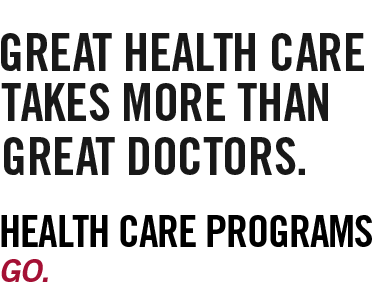 GREAT HEALTH CARE
TAKES MORE THAN
GREAT DOCTORS.
HEALTH CARE PROGRAMS
GO.